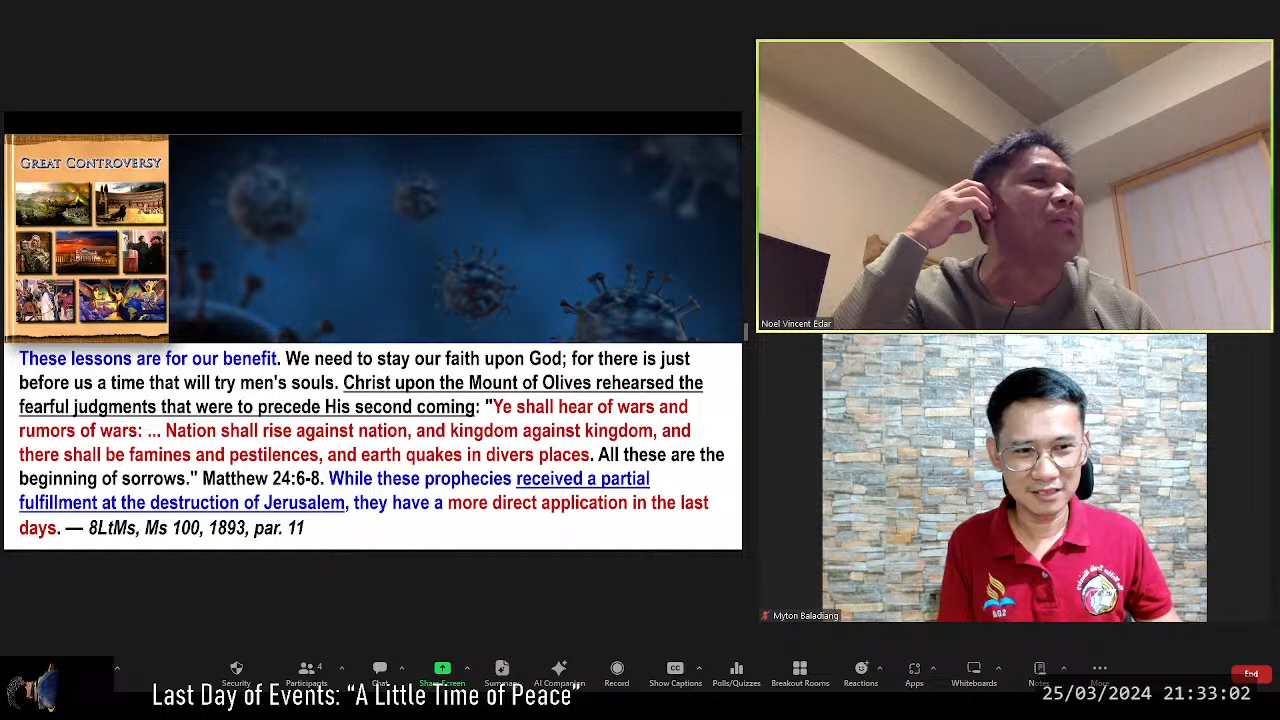 GREAT CONTROVERSY
These lessons are for our benefit. We need to stay our faith upon God; for there is just
before us a time that will try men's souls. Christ upon the Mount of Olives rehearsed the
fearful judgments that were to precede His second coming: "Ye shall hear of wars and
rumors of wars: ... Nation shall rise against nation, and kingdom against kingdom, and
there shall be famines and pestilences, and earth quakes in divers places. All these are the
beginning of sorrows." Matthew 24:6-8. While these prophecies received a partial
fulfillment at the destruction of Jerusalem, they have a more direct application in the last
days. — 8LtMs, Ms 100, 1893, par. 11
Noel Vincent Edar
Myton Baladiang
Security
Participants
4
Chat
Share Screen
Summary
AI Companion
Record
Show Captions
Polls/Quizzes
Breakout Rooms
Reactions
Apps
Whiteboards
Notes
More
End
Last Day of Events: “A Little Time of Peace”
25/03/2024 21:33:02